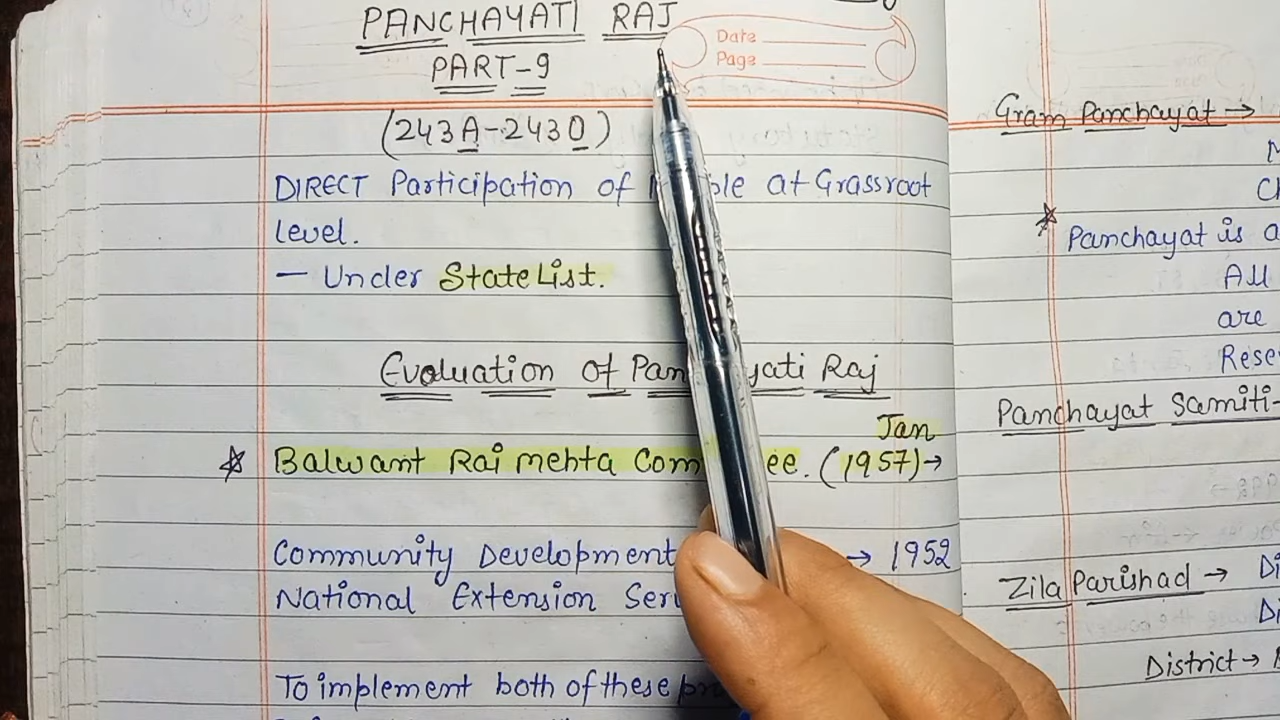 PANCHAYATI RAJ
PART-9
Date
Page
(243A-243O)
DIRECT Participation of at Grassroot
level.
— Under State List.
Evaluation of Pan yati Raj
Jan
Balwant Rai mehta Com ee. (1957)→
Community Development → 1952
National Extension Ser
To implement both of these
Gram Panchayat →
Panchayat is a
All
are
Rese
Panchayat Samiti-
Zila Parishad → Di
Di
District →